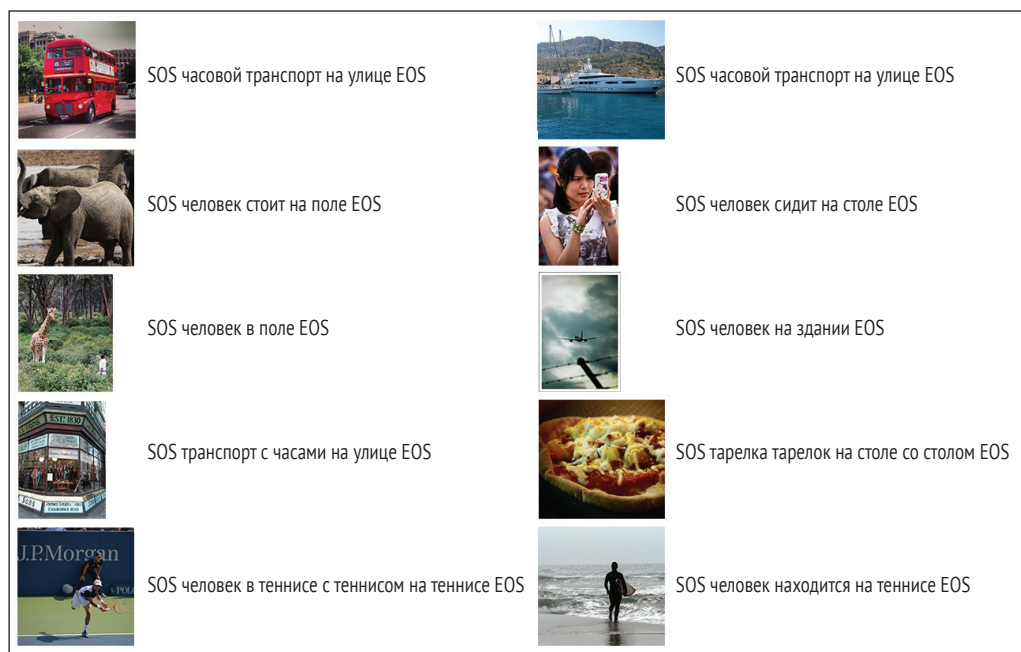 SOS часовой транспорт на улице EOS
SOS часовой транспорт на улице EOS
SOS человек стоит на поле EOS
SOS человек сидит на столе EOS
SOS человек в поле EOS
SOS человек на здании EOS
EST. 1830
SOS транспорт с часами на улице EOS
SOS тарелка тарелок на столе со столом EOS
J.P.Morgan
POLO
SOS человек в теннисе с теннисом на теннисе EOS
SOS человек находится на теннисе EOS